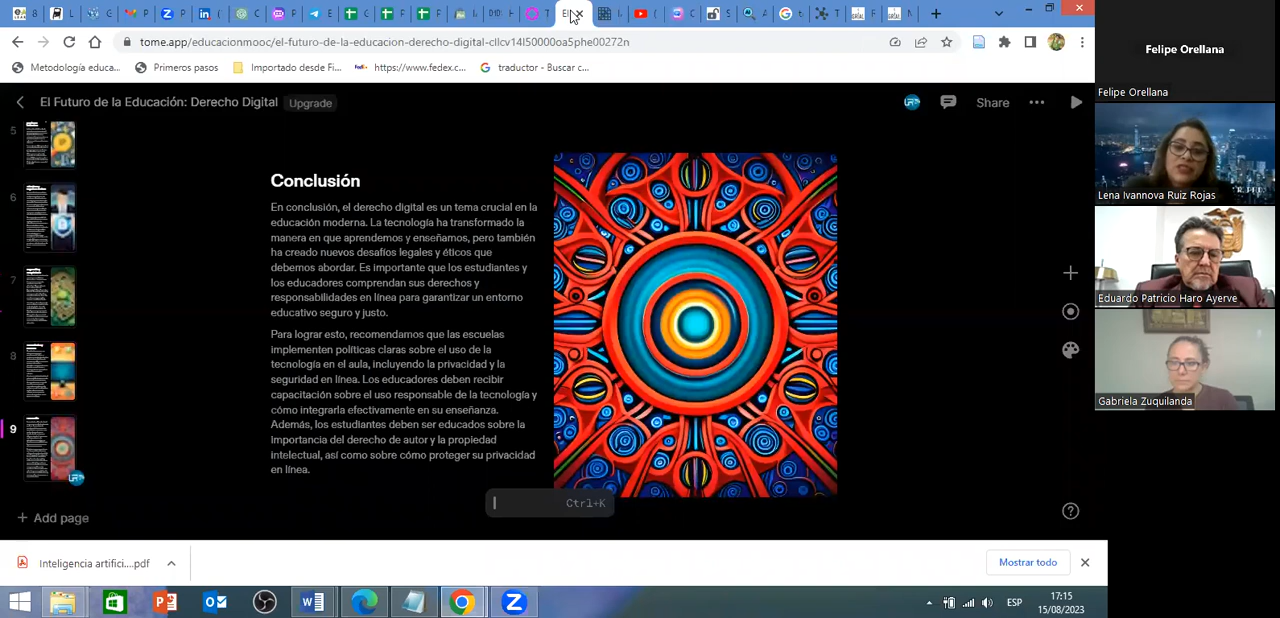 tome.app/educacionmooc/el-futuro-de-la-educacion-derecho-digital-cllcv14l50000oa5phe00272n
Metodología educa...
Primeros pasos
Importado desde Fi...
https://www.fedex.c...
traductor - Buscar c...
El Futuro de la Educación: Derecho Digital
Upgrade
Share
5
6
7
8
9
Add page
Conclusión
En conclusión, el derecho digital es un tema crucial en la
educación moderna. La tecnología ha transformado la
manera en que aprendemos y enseñamos, pero también
ha creado nuevos desafíos legales y éticos que
debemos abordar. Es importante que los estudiantes y
los educadores comprendan sus derechos y
responsabilidades en línea para garantizar un entorno
educativo seguro y justo.
Para lograr esto, recomendamos que las escuelas
implementen políticas claras sobre el uso de la
tecnología en el aula, incluyendo la privacidad y la
seguridad en línea. Los educadores deben recibir
capacitación sobre el uso responsable de la tecnología y
cómo integrarla efectivamente en su enseñanza.
Además, los estudiantes deben ser educados sobre la
importancia del derecho de autor y la propiedad
intelectual, así como sobre cómo proteger su privacidad
en línea.
Ctrl+K
Inteligencia artifici....pdf
Mostrar todo
ESP
17:15
15/08/2023
Felipe Orellana
Felipe Orellana
Lena Ivannova Ruiz Rojas
Eduardo Patricio Haro Ayerve
Gabriela Zuquilanda